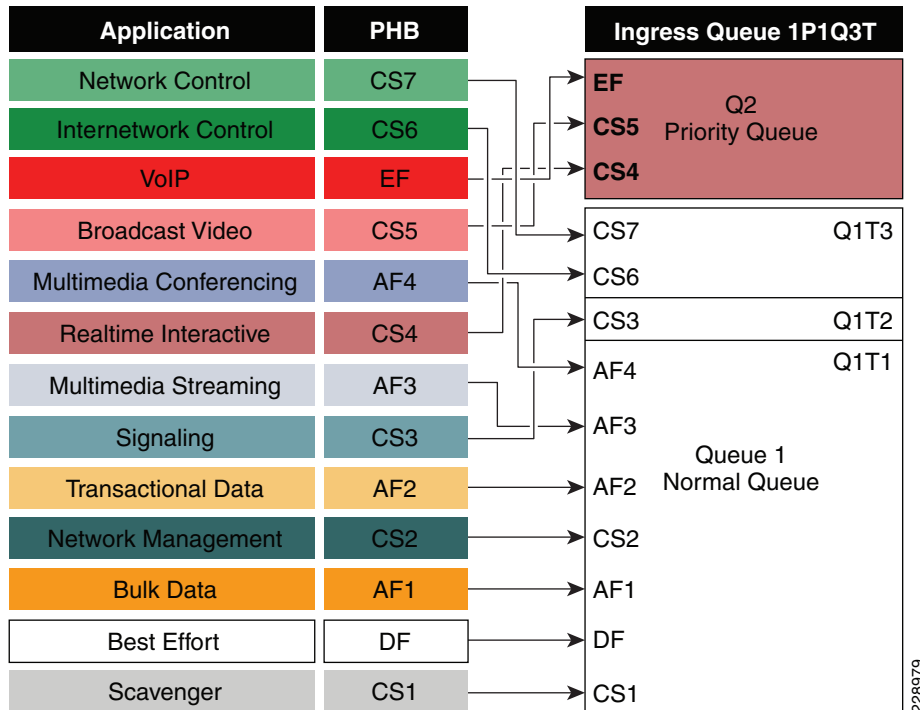 Application PHB Ingress Queue 1P1Q3T
Network Control CS7
Internetwork Control CS6
VoIP EF
Broadcast Video CS5
Multimedia Conferencing AF4
Realtime Interactive CS4
Multimedia Streaming AF3
Signaling CS3
Transactional Data AF2
Network Management CS2
Bulk Data AF1
Best Effort DF
Scavenger CS1
EF
Q2
Priority Queue
CS5
CS4
CS7 Q1T3
CS6
CS3 Q1T2
AF4 Q1T1
AF3
Queue 1
Normal Queue
AF2
CS2
AF1
DF
CS1
228979